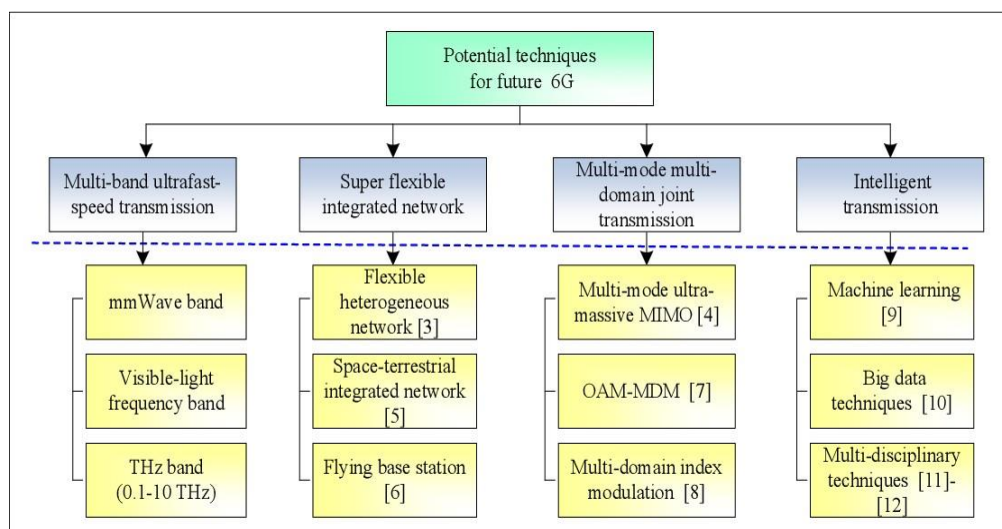 Potential techniques
for future 6G
Multi-band ultrafast-
speed transmission
Super flexible
integrated network
Multi-mode multi-
domain joint
transmission
Intelligent
transmission
mmWave band
Visible-light
frequency band
THz band
(0.1-10 THz)
Flexible
heterogeneous
network [3]
Space-terrestrial
integrated network
[5]
Flying base station
[6]
Multi-mode ultra-
massive MIMO [4]
OAM-MDM [7]
Multi-domain index
modulation [8]
Machine learning
[9]
Big data
techniques [10]
Multi-disciplinary
techniques [11]-
[12]